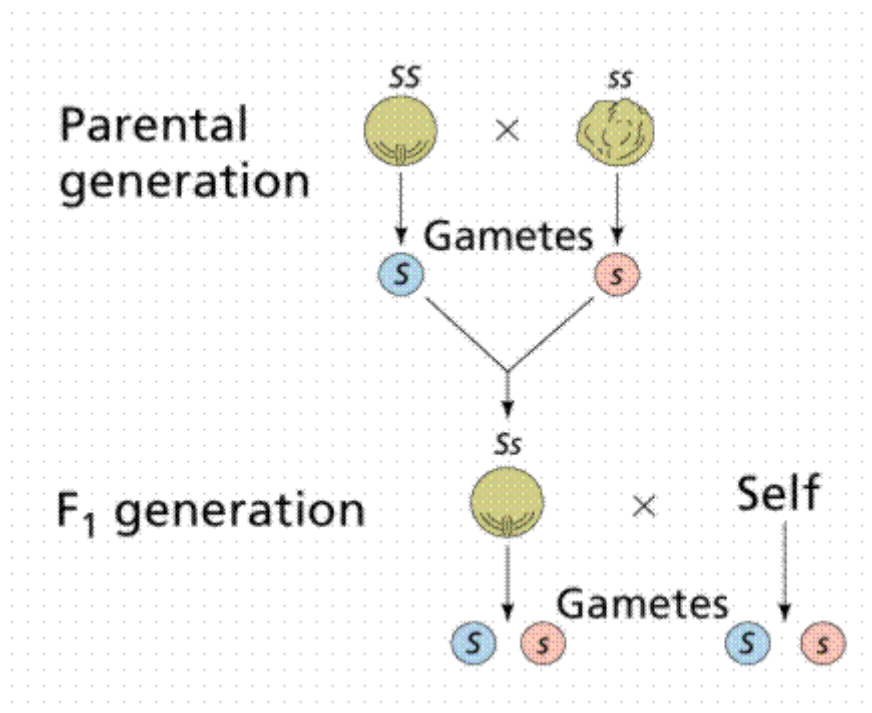 SS ss
Parental × 
generation
Gametes
S s
Ss
F₁ generation × Self
Gametes
S s S s